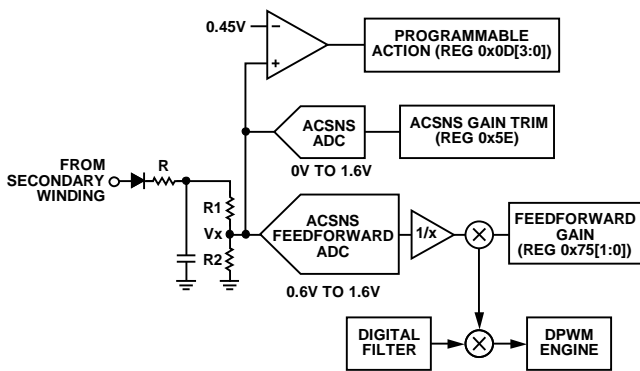 0.45V
−
+
PROGRAMMABLE
ACTION (REG 0x0D[3:0])
ACSNS
ADC
0V TO 1.6V
ACSNS GAIN TRIM
(REG 0x5E)
FROM
SECONDARY
WINDING
R
R1
Vx
R2
ACSNS
FEEDFORWARD
ADC
0.6V TO 1.6V
1/x
×
FEEDFORWARD
GAIN
(REG 0x75[1:0])
DIGITAL
FILTER
×
DPWM
ENGINE